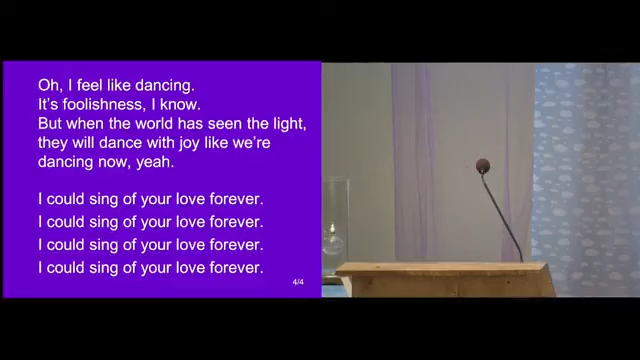 Oh, I feel like dancing.
It's foolishness, I know.
But when the world has seen the light,
they will dance with joy like we're
dancing now, yeah.
I could sing of your love forever.
I could sing of your love forever.
I could sing of your love forever.
I could sing of your love forever.
4/4